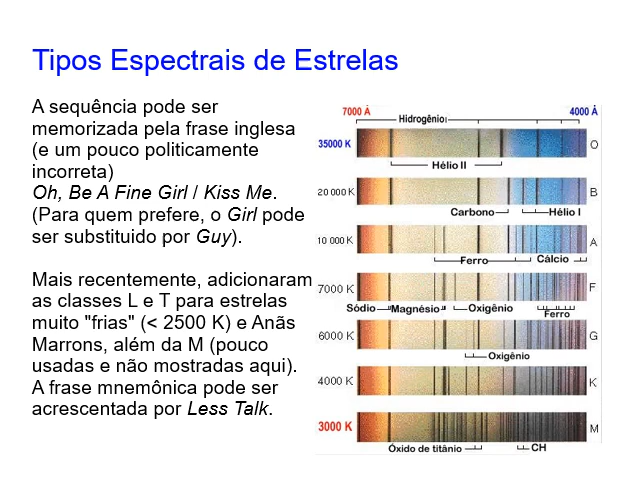 Tipos Espectrais de Estrelas
A sequência pode ser
memorizada pela frase inglesa
(e um pouco politicamente
incorreta)
Oh, Be A Fine Girl / Kiss Me.
(Para quem prefere, o Girl pode
ser substituido por Guy).
Mais recentemente, adicionaram
as classes L e T para estrelas
muito "frias" (< 2500 K) e Anãs
Marrons, além da M (pouco
usadas e não mostradas aqui).
A frase mnemônica pode ser
acrescentada por Less Talk.
7000 Å 4000 Å
Hidrogênio
35000 K O
Hélio II
20 000 K B
Carbono Hélio I
10 000 K A
Ferro Cálcio
7000 K F
Sódio Magnésio Oxigênio Ferro
6000 K G
Oxigênio
4000 K K
3000 K M
Óxido de titânio CH